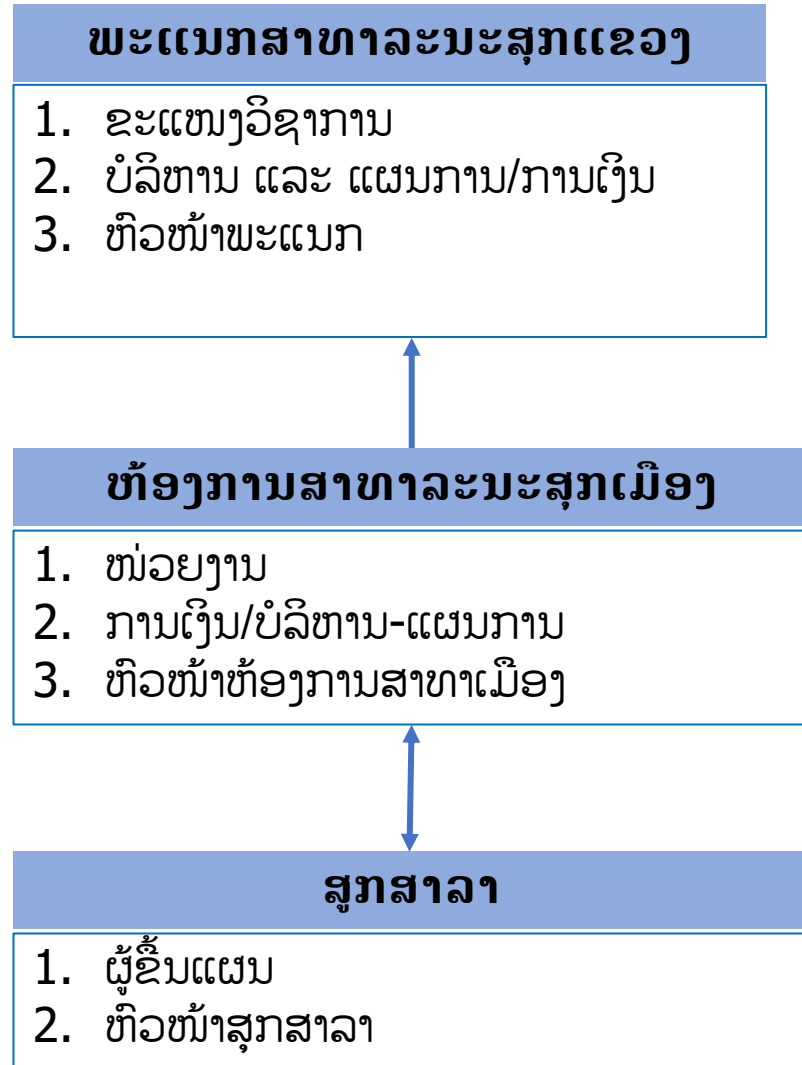 ພະແນກສາທາລະນະສຸກແຂວງ
1. ຂະແໜງວິຊາການ
2. ບໍລິຫານ ແລະ ແຜນການ/ການເງິນ
3. ຫົວໜ້າພະແນກ
ຫ້ອງການສາທາລະນະສຸກເມືອງ
1. ໜ່ວຍງານ
2. ການເງິນ/ບໍລິຫານ-ແຜນການ
3. ຫົວໜ້າຫ້ອງການສາທາເມືອງ
ສູກສາລາ
1. ຜູ້ຂຶ້ນແຜນ
2. ຫົວໜ້າສຸກສາລາ